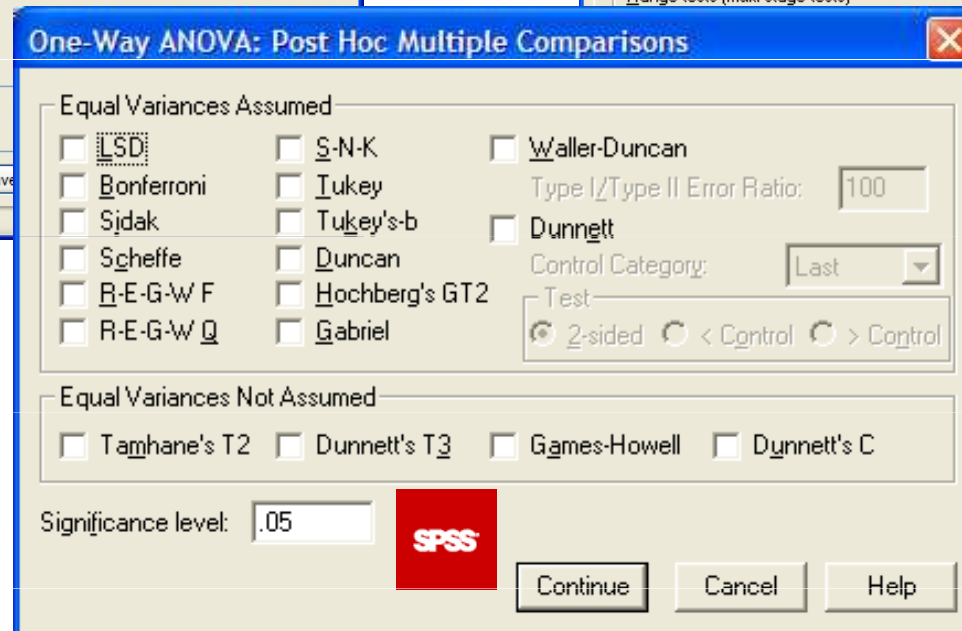 One-Way ANOVA: Post Hoc Multiple Comparisons
Equal Variances Assumed
LSD S-N-K Waller-Duncan
Bonferroni Tukey Type I/Type II Error Ratio: 100
Sidak Tukey's-b Dunnett
Scheffe Duncan Control Category: Last
R-E-G-W F Hochberg's GT2 Test
R-E-G-W Q Gabriel 2-sided < Control > Control
Equal Variances Not Assumed
Tamhane's T2 Dunnett's T3 Games-Howell Dunnett's C
Significance level: .05
SPSS
Continue Cancel Help